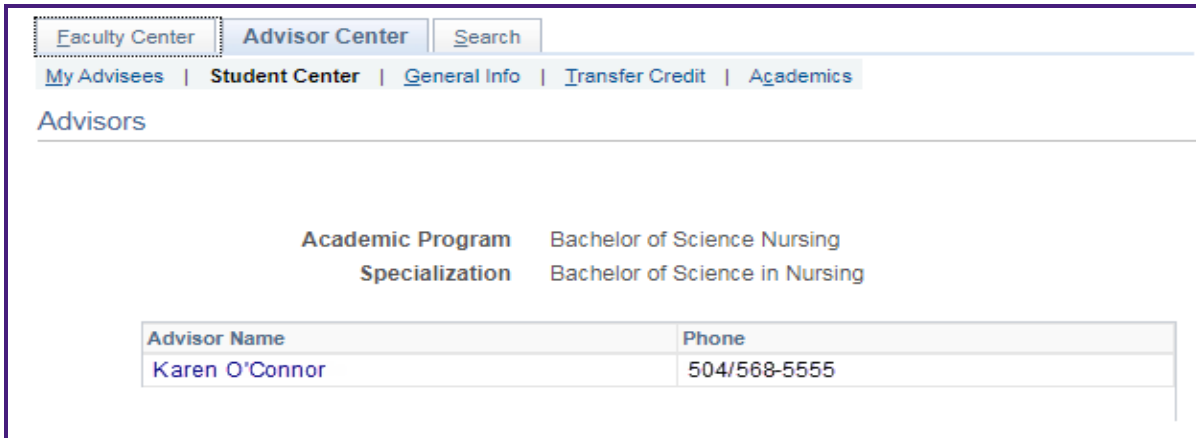 Faculty Center Advisor Center Search
My Advisees | Student Center | General Info | Transfer Credit | Academics
Advisors
Academic Program Bachelor of Science Nursing
Specialization Bachelor of Science in Nursing
Advisor Name Phone
Karen O'Connor 504/568-5555